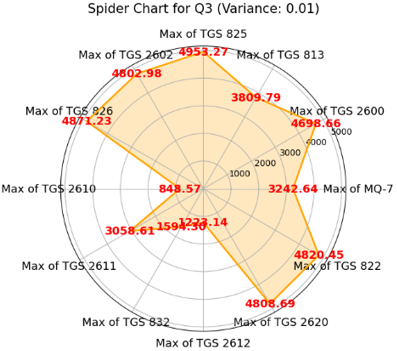 Spider Chart for Q3 (Variance: 0.01)
Max of TGS 825
Max of TGS 2602
4953.27
Max of TGS 813
4802.98
3809.79
Max of TGS 826
Max of TGS 2600
4871.23
4698.66
5000
4000
3000
2000
1000
Max of TGS 2610
848.57
3242.64
Max of MQ-7
3058.61
1594.30
1223.14
4820.45
Max of TGS 2611
Max of TGS 822
4808.69
Max of TGS 832
Max of TGS 2620
Max of TGS 2612